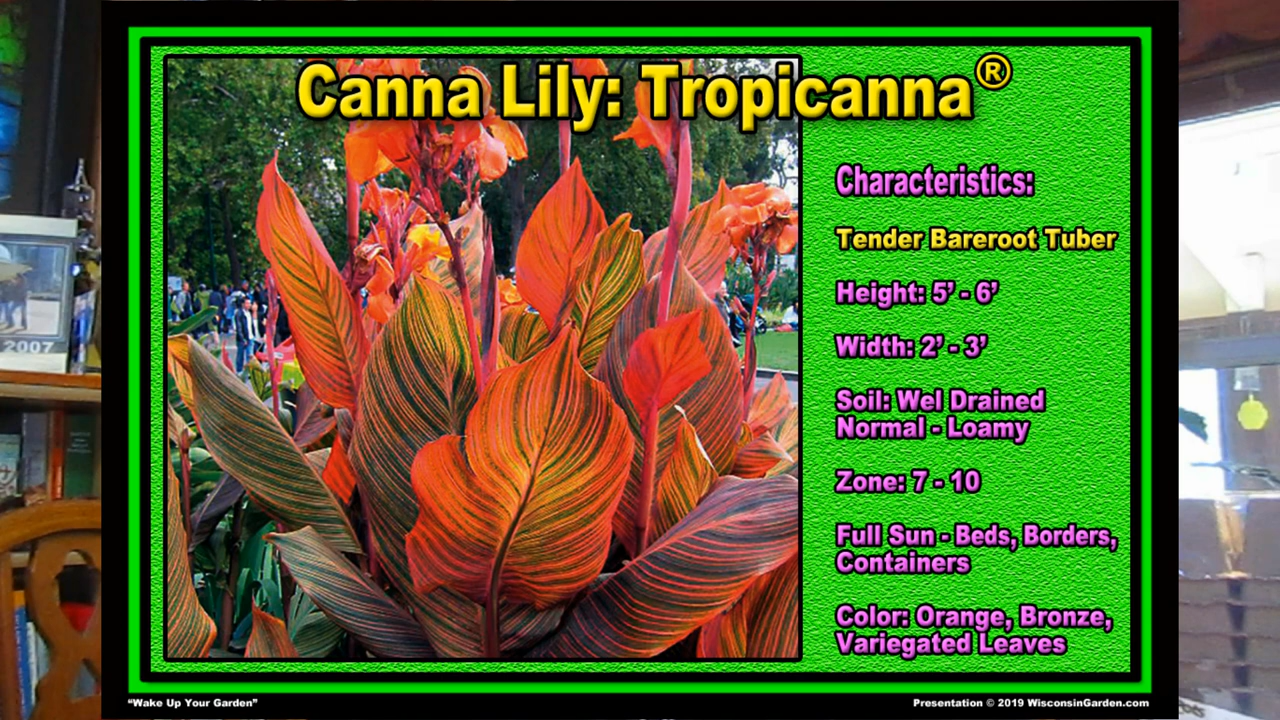 Canna Lily: Tropicanna®
Characteristics:
Tender Bareroot Tuber
Height: 5' - 6'
Width: 2' - 3'
Soil: Wel Drained
Normal - Loamy
Zone: 7 - 10
Full Sun - Beds, Borders,
Containers
Color: Orange, Bronze,
Variegated Leaves
2007
"Wake Up Your Garden"
Presentation © 2019 WisconsinGarden.com